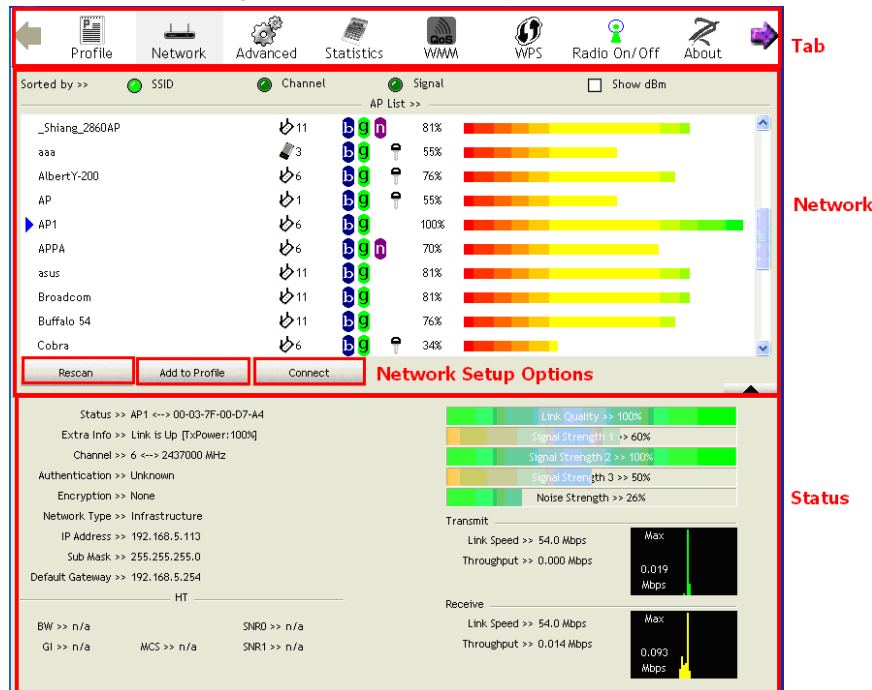 Profile Network Advanced Statistics QoS WMM WPS Radio On/Off About Tab
Sorted by >> SSID Channel Signal Show dBm
AP List >>
_Shiang_2860AP 11 b g n 81%
aaa 3 b g 55%
AlbertY-200 6 b g 76%
AP 1 b g 55%
AP1 6 b g 100%
APPA 6 b g n 70%
asus 11 b g 81%
Broadcom 11 b g 81%
Buffalo 54 11 b g 76%
Cobra 6 b g 34%
Network
Rescan Add to Profile Connect Network Setup Options
Status >> AP1 <--> 00-03-7F-00-D7-A4
Extra Info >> Link is Up [TxPower:100%]
Channel >> 6 <--> 2437000 MHz
Authentication >> Unknown
Encryption >> None
Network Type >> Infrastructure
IP Address >> 192.168.5.113
Sub Mask >> 255.255.255.0
Default Gateway >> 192.168.5.254
HT
BW >> n/a SNR0 >> n/a
GI >> n/a MCS >> n/a SNR1 >> n/a
Link Quality >> 100%
Signal Strength 1 >> 60%
Signal Strength 2 >> 100%
Signal Strength 3 >> 50%
Noise Strength >> 26%
Transmit
Link Speed >> 54.0 Mbps
Throughput >> 0.000 Mbps
Max
0.019
Mbps
Receive
Link Speed >> 54.0 Mbps
Throughput >> 0.014 Mbps
Max
0.093
Mbps
Status